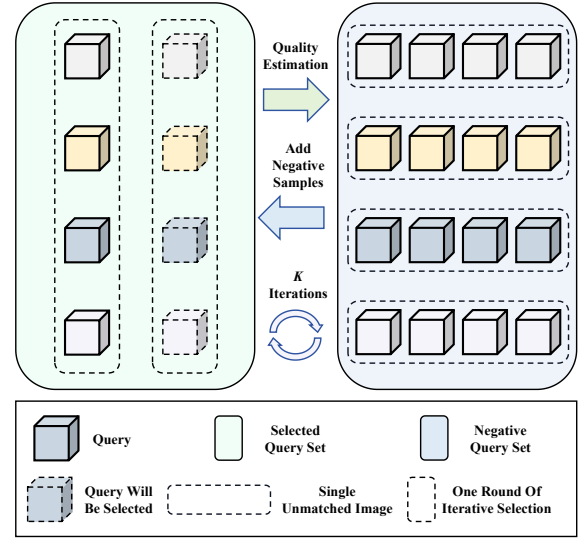 Quality
Estimation
Add
Negative
Samples
K
Iterations
Query
Selected
Query Set
Negative
Query Set
Query Will
Be Selected
Single
Unmatched Image
One Round Of
Iterative Selection